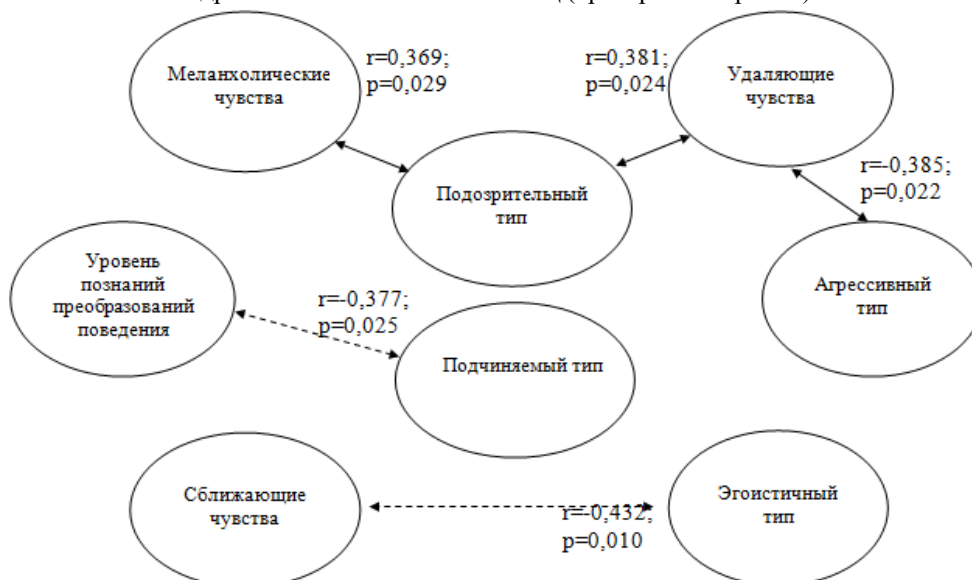 Меланхолические
чувства
r=0,369;
p=0,029
r=0,381;
p=0,024
Удаляющие
чувства
Подозрительный
тип
r=-0,385;
p=0,022
Агрессивный
тип
Уровень
познаний
преобразований
поведения
r=-0,377;
p=0,025
Подчиняемый тип
Сближающие
чувства
r=-0,432;
p=0,010
Эгоистичный
тип